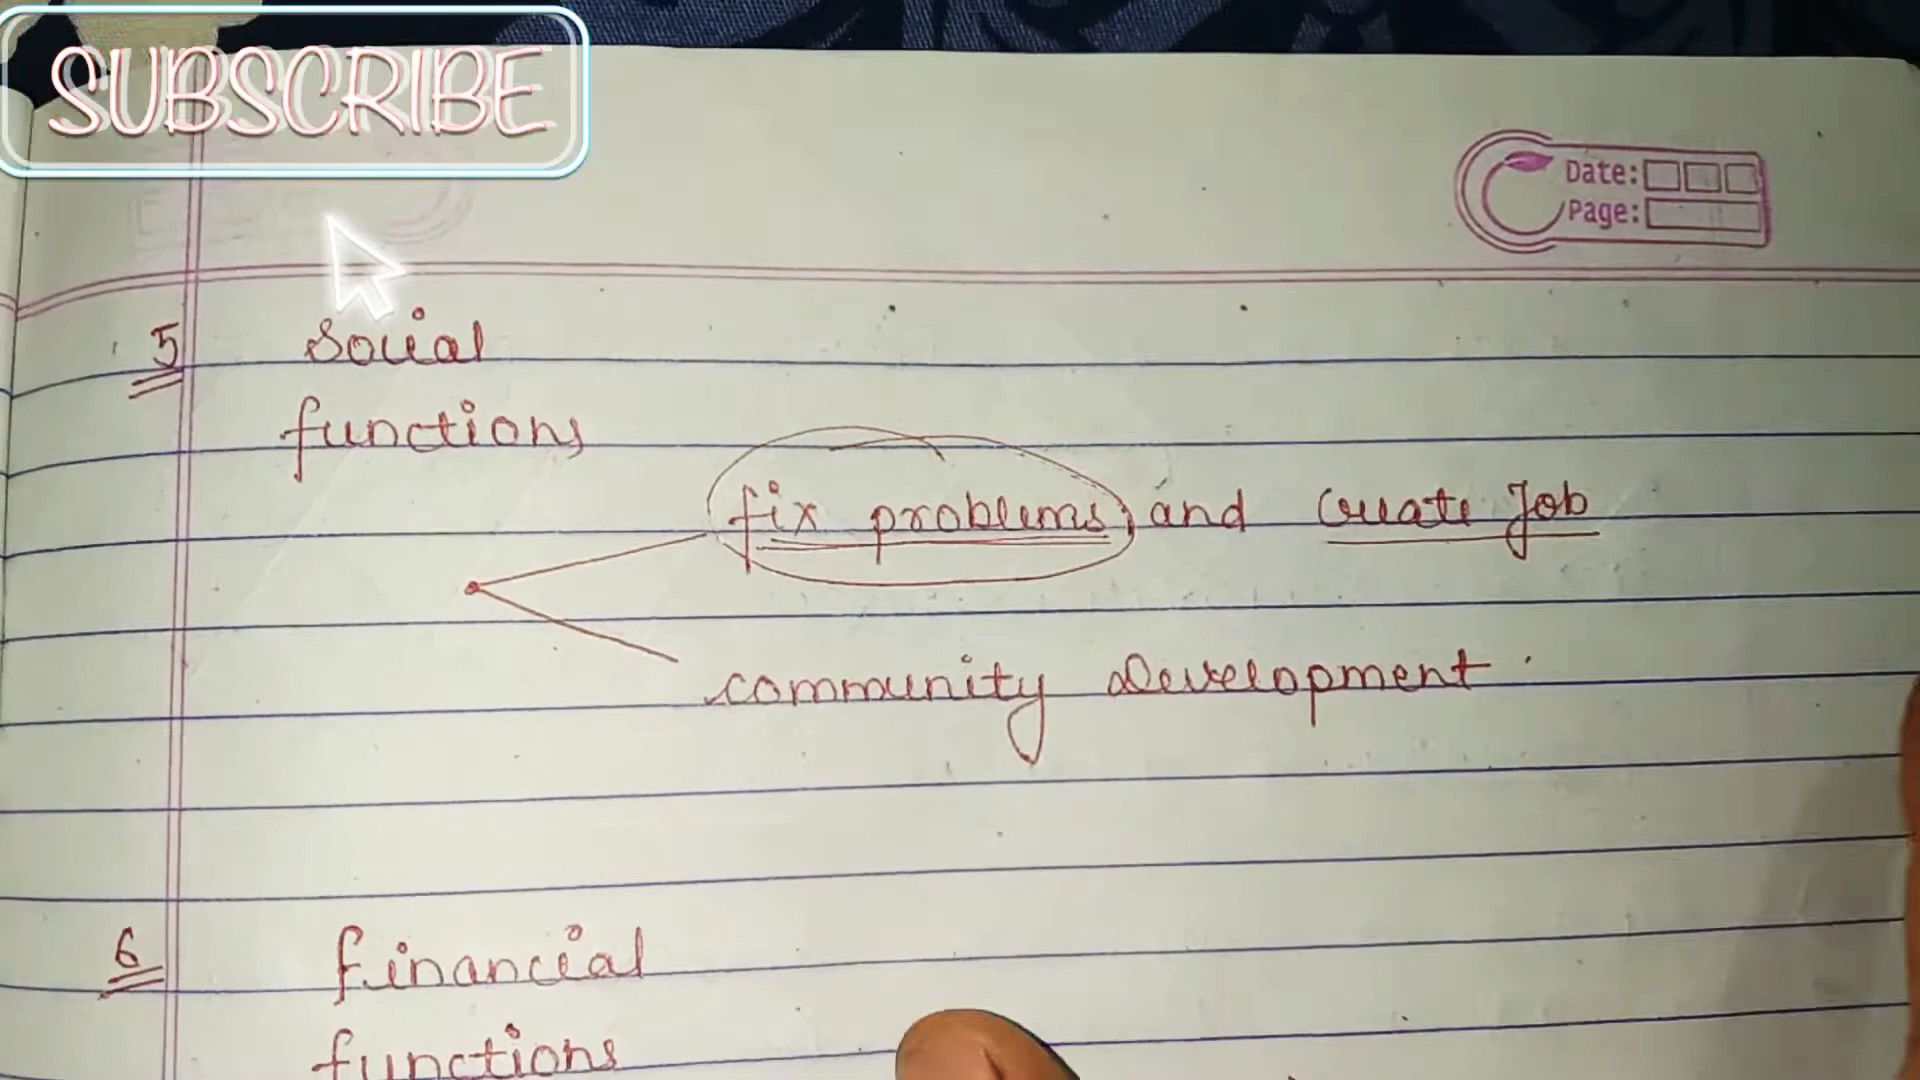 SUBSCRIBE
Date:
Page:
5 Social
functions
fix problems and create Job
community development.
6 financial
functions